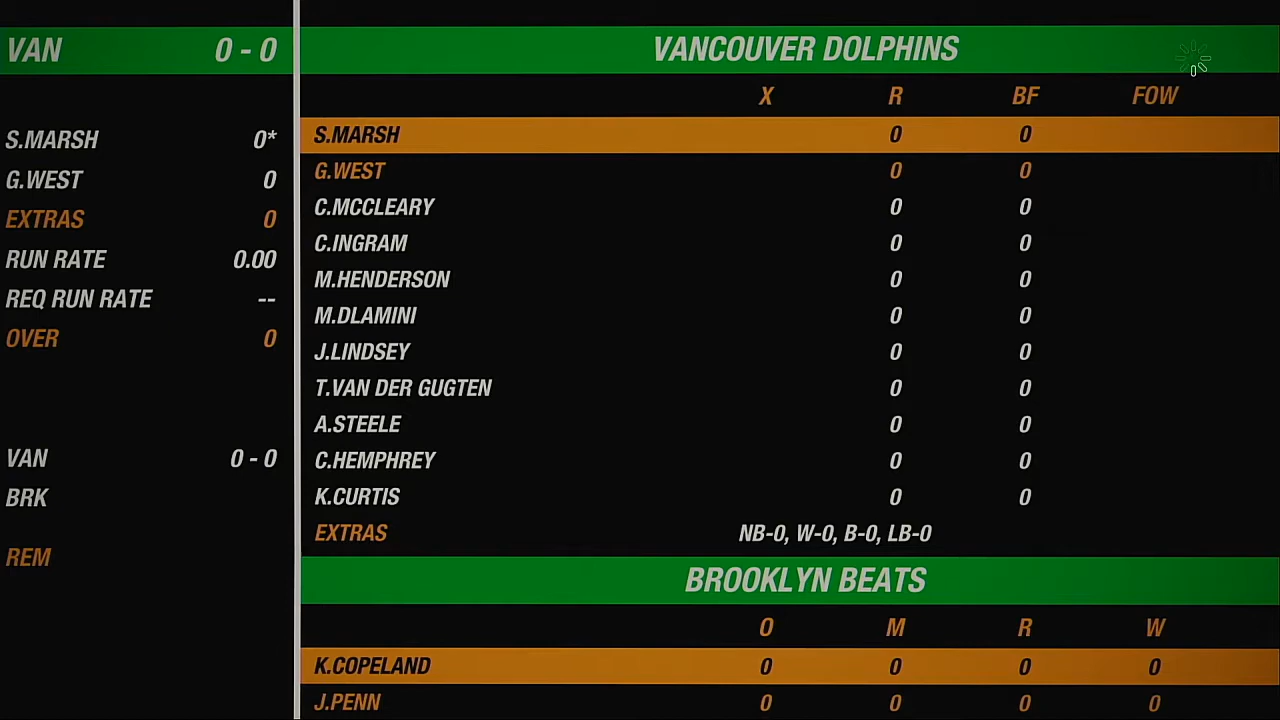 VAN 0 - 0
S.MARSH 0*
G.WEST 0
EXTRAS 0
RUN RATE 0.00
REQ RUN RATE --
OVER 0
VAN 0 - 0
BRK
REM
VANCOUVER DOLPHINS
X R BF FOW
S.MARSH 0 0
G.WEST 0 0
C.MCCLEARY 0 0
C.INGRAM 0 0
M.HENDERSON 0 0
M.DLAMINI 0 0
J.LINDSEY 0 0
T.VAN DER GUGTEN 0 0
A.STEELE 0 0
C.HEMPHREY 0 0
K.CURTIS 0 0
EXTRAS NB-0, W-0, B-0, LB-0
BROOKLYN BEATS
O M R W
K.COPELAND 0 0 0 0
J.PENN 0 0 0 0